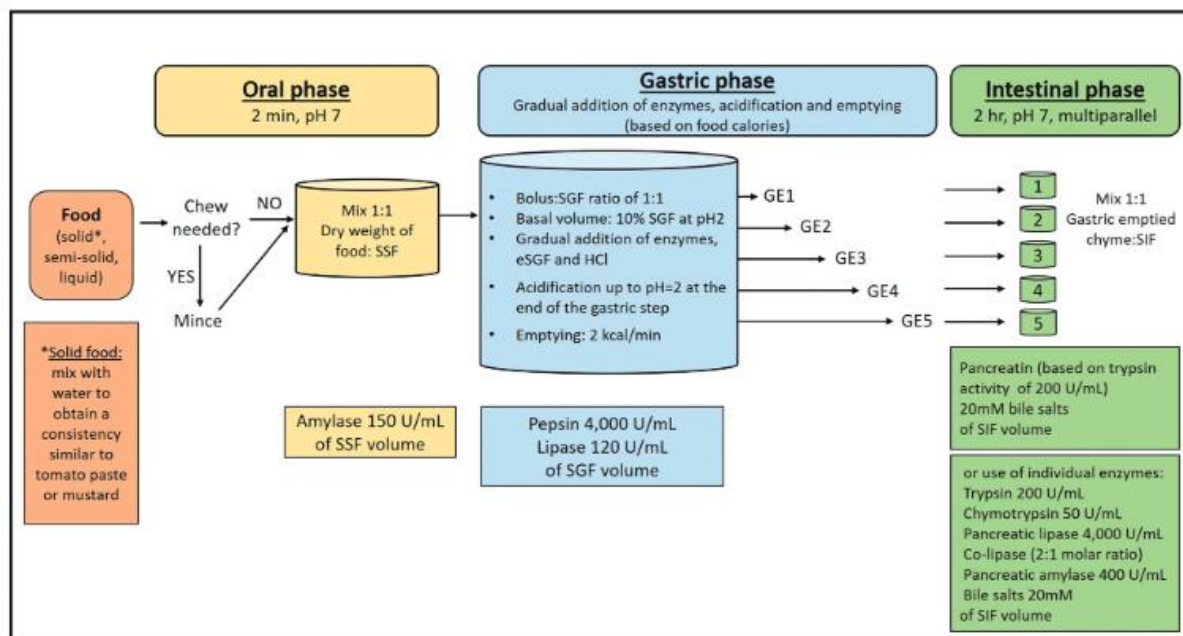 Oral phase
2 min, pH 7
Gastric phase
Gradual addition of enzymes, acidification and emptying
(based on food calories)
Intestinal phase
2 hr, pH 7, multiparallel
Food
(solid*,
semi-solid,
liquid)
Chew
needed?
NO
YES
Mince
Mix 1:1
Dry weight of
food: SSF
• Bolus:SGF ratio of 1:1
• Basal volume: 10% SGF at pH2
• Gradual addition of enzymes,
eSGF and HCl
• Acidification up to pH=2 at the
end of the gastric step
• Emptying: 2 kcal/min
GE1
GE2
GE3
GE4
GE5
1
2
3
4
5
Mix 1:1
Gastric emptied
chyme:SIF
*Solid food:
mix with
water to
obtain a
consistency
similar to
tomato paste
or mustard
Amylase 150 U/mL
of SSF volume
Pepsin 4,000 U/mL
Lipase 120 U/mL
of SGF volume
Pancreatin (based on trypsin
activity of 200 U/mL)
20mM bile salts
of SIF volume
or use of individual enzymes:
Trypsin 200 U/mL
Chymotrypsin 50 U/mL
Pancreatic lipase 4,000 U/mL
Co-lipase (2:1 molar ratio)
Pancreatic amylase 400 U/mL
Bile salts 20mM
of SIF volume